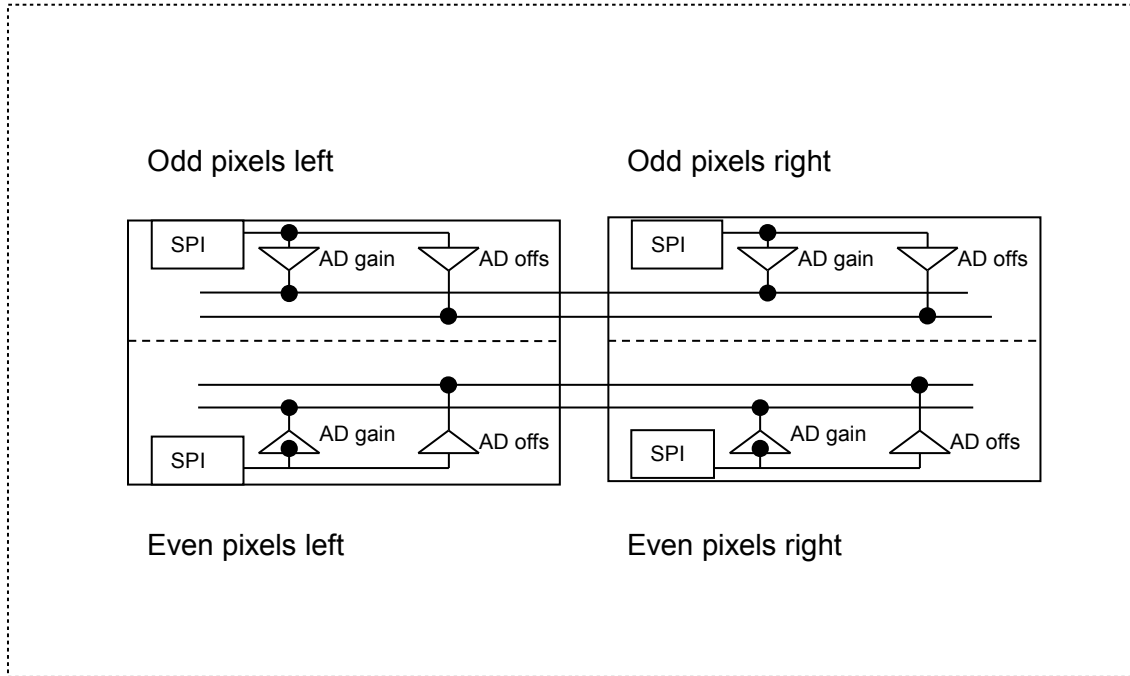 Odd pixels left
Odd pixels right
SPI
AD gain
AD offs
SPI
AD gain
AD offs
SPI
AD gain
AD offs
SPI
AD gain
AD offs
Even pixels left
Even pixels right